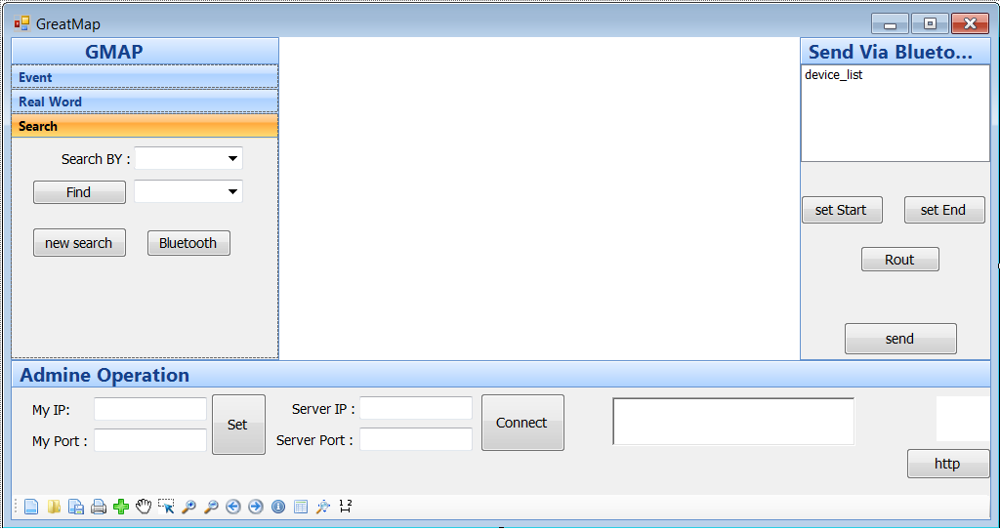 GreatMap
GMAP
Event
Real Word
Search
Search BY :
Find
new search
Bluetooth
Send Via Blueto...
device_list
set Start
set End
Rout
send
Admine Operation
My IP:
Set
Server IP :
Connect
My Port :
Server Port :
http
1 2